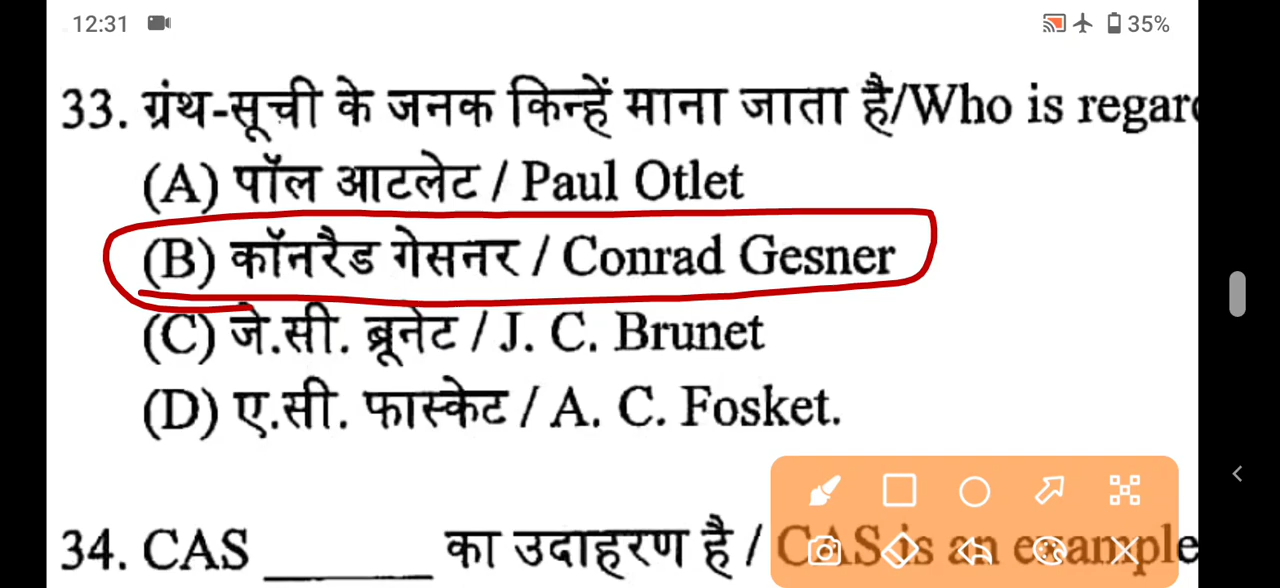 12:31 35%
33. ग्रंथ-सूची के जनक किन्हें माना जाता है/Who is regard
(A) पॉल आटलेट / Paul Otlet
(B) कॉनरैड गेसनर / Conrad Gesner
(C) जे.सी. ब्रूनेट / J. C. Brunet
(D) ए.सी. फास्केट / A. C. Fosket.
34. CAS ______ का उदाहरण है / CAS is an example